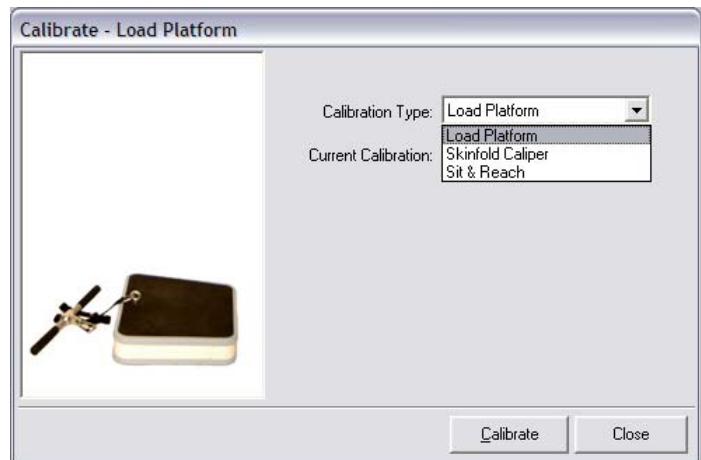 Calibrate - Load Platform
Calibration Type: Load Platform
Load Platform
Current Calibration: Skinfold Caliper
Sit & Reach
Calibrate Close